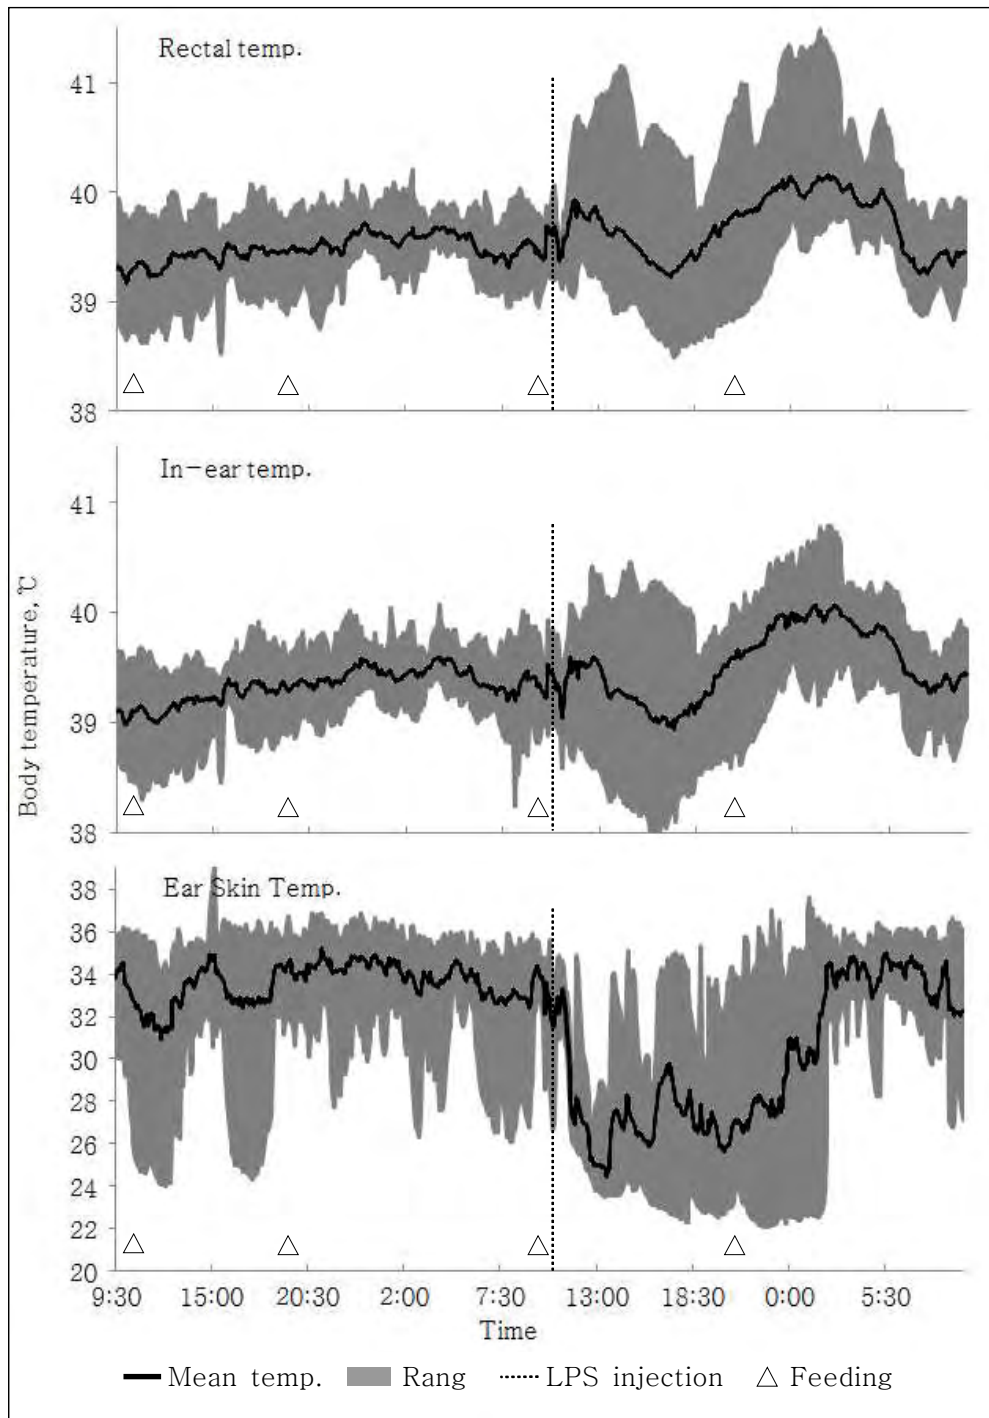 Rectal temp.
41
40
39
38
In-ear temp.
41
40
39
38
Body temperature, ℃
Ear Skin Temp.
38
36
34
32
30
28
26
24
22
20
9:30 15:00 20:30 2:00 7:30 13:00 18:30 0:00 5:30
Time
Mean temp. Rang LPS injection △ Feeding